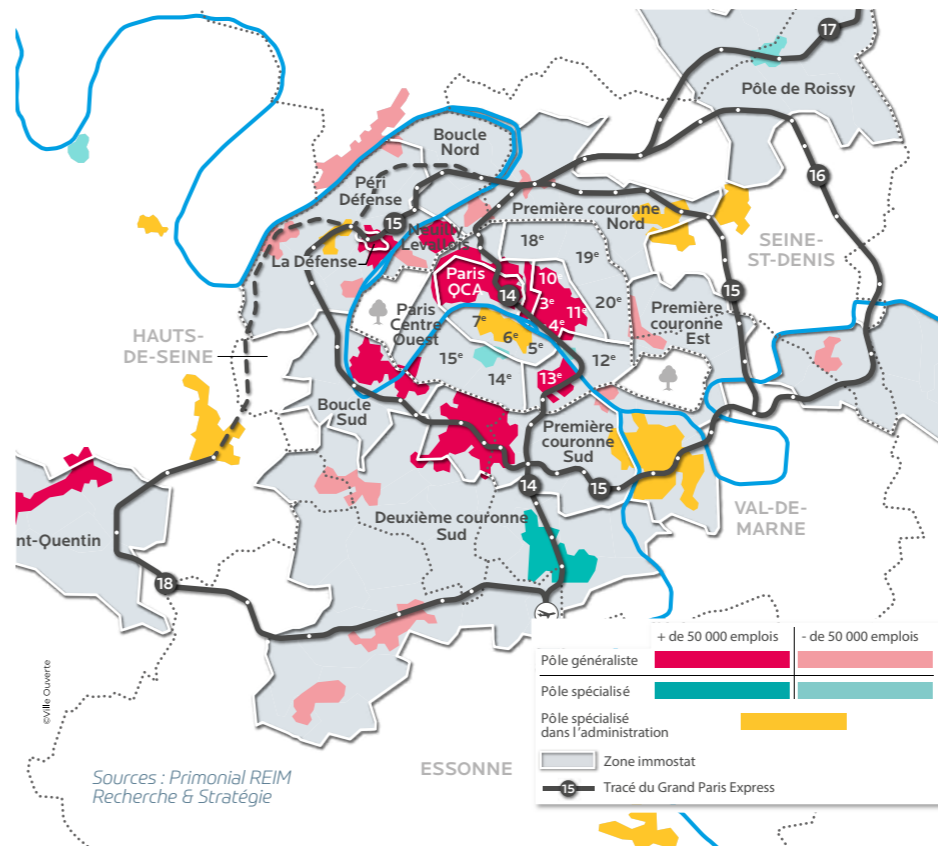 17
Pôle de Roissy
Boucle
Nord
16
Péri
Défense
15
Première couronne
Nord
Neuilly
Levallois
18e
SEINE-
ST-DENIS
La Défense
19e
Paris
QCA
10e
14
3e
15
20e
11e
4e
Première
couronne
Est
HAUTS-
DE-SEINE
Paris
Centre
Ouest
7e
6e
5e
15e
12e
14e
13e
Boucle
Sud
Première
couronne
Sud
14
15
VAL-DE-
MARNE
Deuxième couronne
Sud
nt-Quentin
18
+ de 50 000 emplois
- de 50 000 emplois
Pôle généraliste
Pôle spécialisé
Pôle spécialisé
dans l'administration
Zone immostat
15
Tracé du Grand Paris Express
©Ville Ouverte
ESSONNE
Sources : Primonial REIM
Recherche & Stratégie